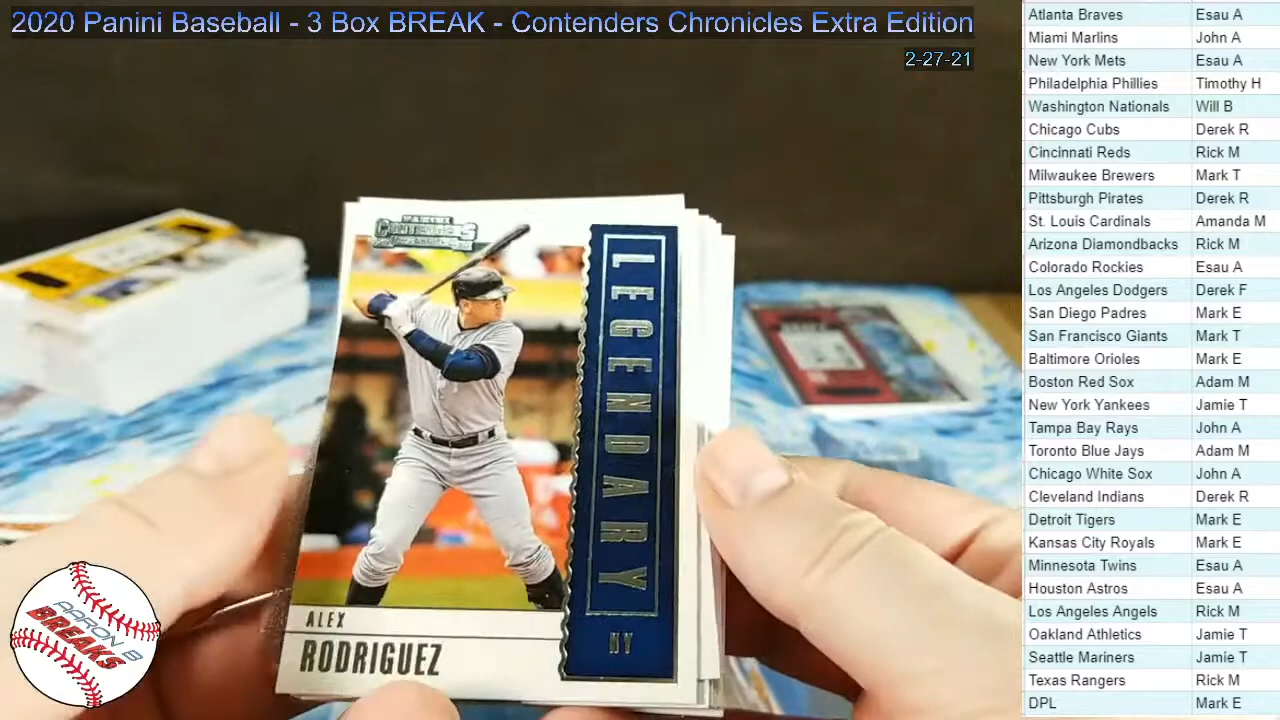 2020 Panini Baseball - 3 Box BREAK - Contenders Chronicles Extra Edition
2-27-21
PANINI
CONTENDERS
LEGENDARY
NY
ALEX
RODRIGUEZ
AARON B
BREAKS
Atlanta Braves Esau A
Miami Marlins John A
New York Mets Esau A
Philadelphia Phillies Timothy H
Washington Nationals Will B
Chicago Cubs Derek R
Cincinnati Reds Rick M
Milwaukee Brewers Mark T
Pittsburgh Pirates Derek R
St. Louis Cardinals Amanda M
Arizona Diamondbacks Rick M
Colorado Rockies Esau A
Los Angeles Dodgers Derek F
San Diego Padres Mark E
San Francisco Giants Mark T
Baltimore Orioles Mark E
Boston Red Sox Adam M
New York Yankees Jamie T
Tampa Bay Rays John A
Toronto Blue Jays Adam M
Chicago White Sox John A
Cleveland Indians Derek R
Detroit Tigers Mark E
Kansas City Royals Mark E
Minnesota Twins Esau A
Houston Astros Esau A
Los Angeles Angels Rick M
Oakland Athletics Jamie T
Seattle Mariners Jamie T
Texas Rangers Rick M
DPL Mark E